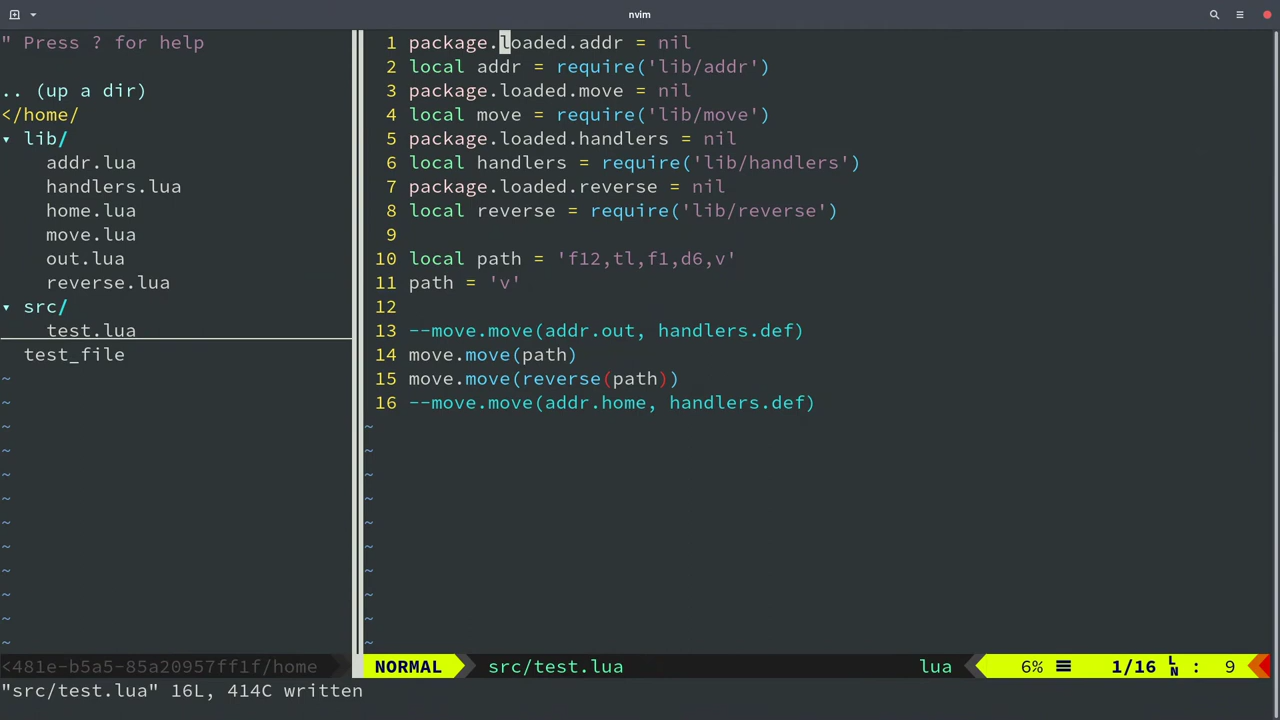 nvim
" Press ? for help
.. (up a dir)
</home/
▾ lib/
addr.lua
handlers.lua
home.lua
move.lua
out.lua
reverse.lua
▾ src/
test.lua
test_file
~
~
~
~
~
~
~
~
~
~
~
~
<481e-b5a5-85a20957ff1f/home
1 package.loaded.addr = nil
2 local addr = require('lib/addr')
3 package.loaded.move = nil
4 local move = require('lib/move')
5 package.loaded.handlers = nil
6 local handlers = require('lib/handlers')
7 package.loaded.reverse = nil
8 local reverse = require('lib/reverse')
9
10 local path = 'f12,tl,f1,d6,v'
11 path = 'v'
12
13 --move.move(addr.out, handlers.def)
14 move.move(path)
15 move.move(reverse(path))
16 --move.move(addr.home, handlers.def)
~
~
~
~
~
~
~
~
~
~
NORMAL src/test.lua lua 6% ☰ 1/16 LN : 9
"src/test.lua" 16L, 414C written